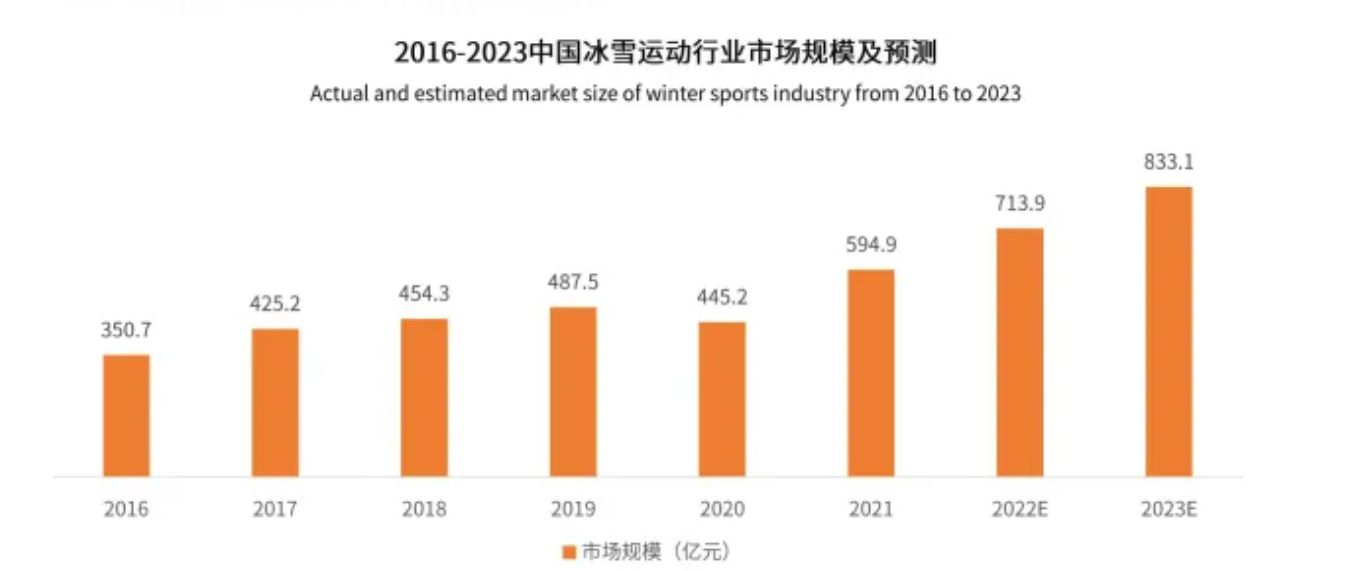 2016-2023中国冰雪运动行业市场规模及预测
Actual and estimated market size of winter sports industry from 2016 to 2023
833.1
713.9
594.9
487.5
454.3
445.2
425.2
350.7
2016 2017 2018 2019 2020 2021 2022E 2023E
市场规模（亿元）